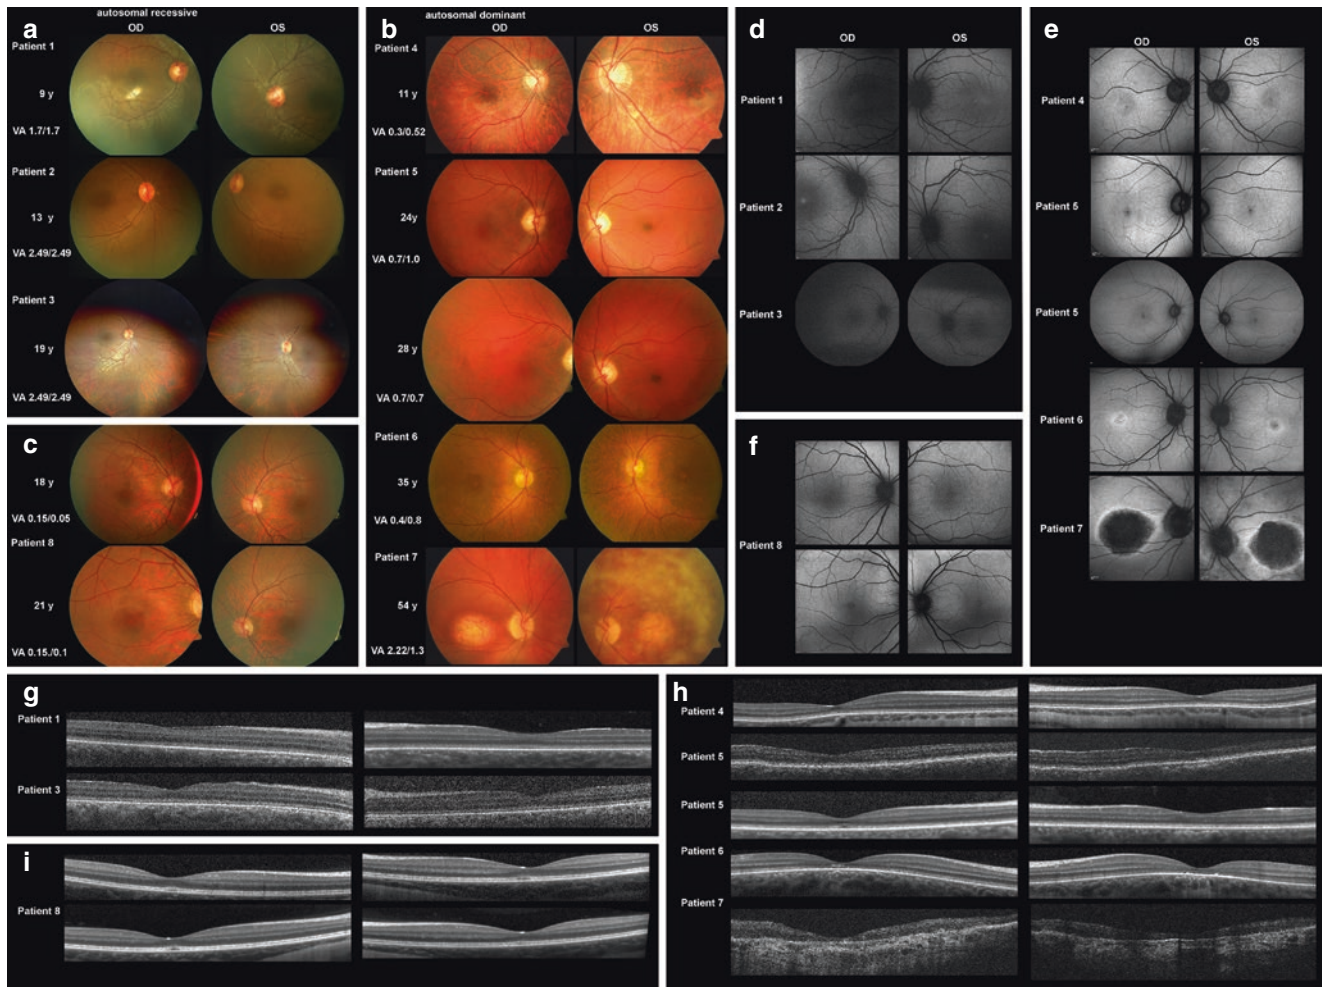 a
autosomal recessive
OD OS
Patient 1
9 y
VA 1.7/1.7
Patient 2
13 y
VA 2.49/2.49
Patient 3
19 y
VA 2.49/2.49
b
autosomal dominant
OD OS
Patient 4
11 y
VA 0.3/0.52
Patient 5
24y
VA 0.7/1.0
28 y
VA 0.7/0.7
Patient 6
35 y
VA 0.4/0.8
Patient 7
54 y
VA 2.22/1.3
c
18 y
VA 0.15/0.05
Patient 8
21 y
VA 0.15./0.1
d
OD OS
Patient 1
Patient 2
Patient 3
e
OD OS
Patient 4
Patient 5
Patient 5
Patient 6
Patient 7
f
Patient 8
g
Patient 1
Patient 3
h
Patient 4
Patient 5
Patient 5
Patient 6
Patient 7
i
Patient 8